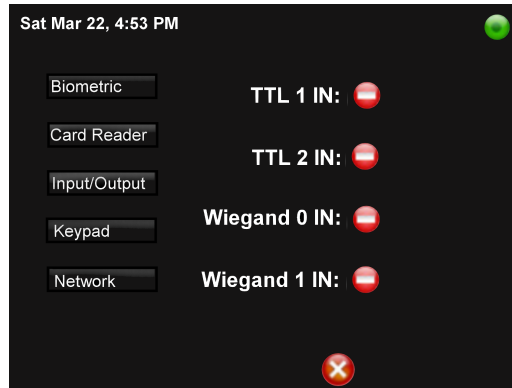 Sat Mar 22, 4:53 PM
Biometric
Card Reader
Input/Output
Keypad
Network
TTL 1 IN:
TTL 2 IN:
Wiegand 0 IN:
Wiegand 1 IN: